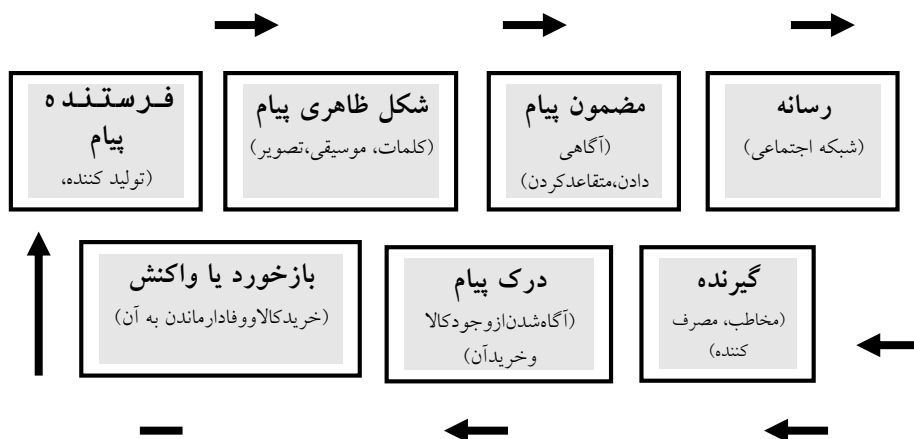 فـرسـتـنـد ه
پیام
(تولید کننده،
شکل ظاهری پیام
(کلمات، موسیقی،تصویر)
مضمون پیام
(آگاهی
دادن،متقاعدکردن)
رسانه
(شبکه اجتماعی)
گیرنده
(مخاطب، مصرف
کننده)
درک پیام
(آگاه‌شدن‌ازوجودکالا
وخریدآن)
بازخورد یا واکنش
(خریدکالاووفادارماندن به آن)